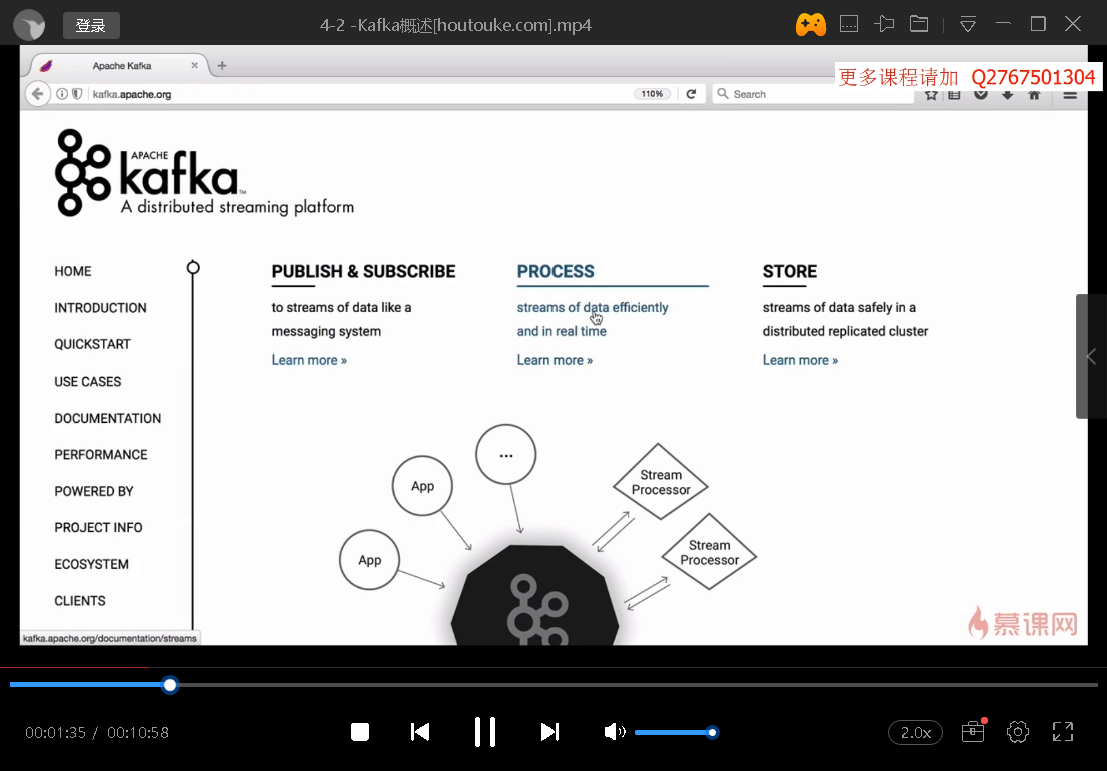 登录
4-2 -Kafka概述[houtouke.com].mp4
Apache Kafka
更多课程请加 Q2767501304
kafka.apache.org
110%
Search
APACHE
kafka™
A distributed streaming platform
HOME
INTRODUCTION
QUICKSTART
USE CASES
DOCUMENTATION
PERFORMANCE
POWERED BY
PROJECT INFO
ECOSYSTEM
CLIENTS
PUBLISH & SUBSCRIBE
to streams of data like a
messaging system
Learn more »
PROCESS
streams of data efficiently
and in real time
Learn more »
STORE
streams of data safely in a
distributed replicated cluster
Learn more »
...
App
App
Stream
Processor
Stream
Processor
kafka.apache.org/documentation/streams
慕课网
00:01:35 / 00:10:58
2.0x